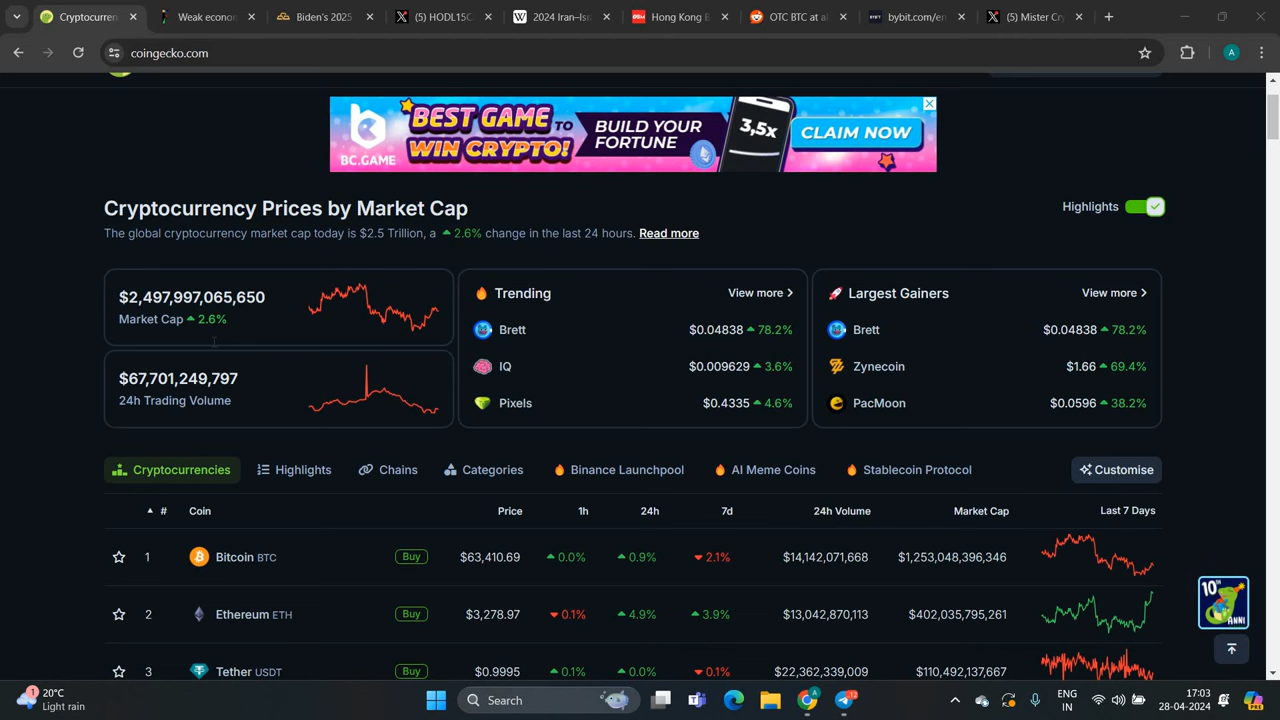 Cryptocurr
Weak econo
Biden's 2025
(5) HODL15C
2024 Iran–Isr
Hong Kong B
OTC BTC at a
bybit.com/en
(5) Mister Cry
coingecko.com
A
BC.GAME
BEST GAME TO
WIN CRYPTO!
BUILD YOUR
FORTUNE
3,5x
CLAIM NOW
Cryptocurrency Prices by Market Cap
Highlights
The global cryptocurrency market cap today is $2.5 Trillion, a 2.6% change in the last 24 hours. Read more
$2,497,997,065,650
Market Cap 2.6%
$67,701,249,797
24h Trading Volume
Trending View more
Brett $0.04838 78.2%
IQ $0.009629 3.6%
Pixels $0.4335 4.6%
Largest Gainers View more
Brett $0.04838 78.2%
Zynecoin $1.66 69.4%
PacMoon $0.0596 38.2%
Cryptocurrencies Highlights Chains Categories Binance Launchpool AI Meme Coins Stablecoin Protocol Customise
# Coin Price 1h 24h 7d 24h Volume Market Cap Last 7 Days
1 Bitcoin BTC Buy $63,410.69 0.0% 0.9% 2.1% $14,142,071,668 $1,253,048,396,346
2 Ethereum ETH Buy $3,278.97 0.1% 4.9% 3.9% $13,042,870,113 $402,035,795,261
3 Tether USDT Buy $0.9995 0.1% 0.0% 0.1% $22,362,339,009 $110,492,137,667
10TH
ANNI
1
20°C
Light rain
Search
A
12
ENG
IN
17:03
28-04-2024
PRE